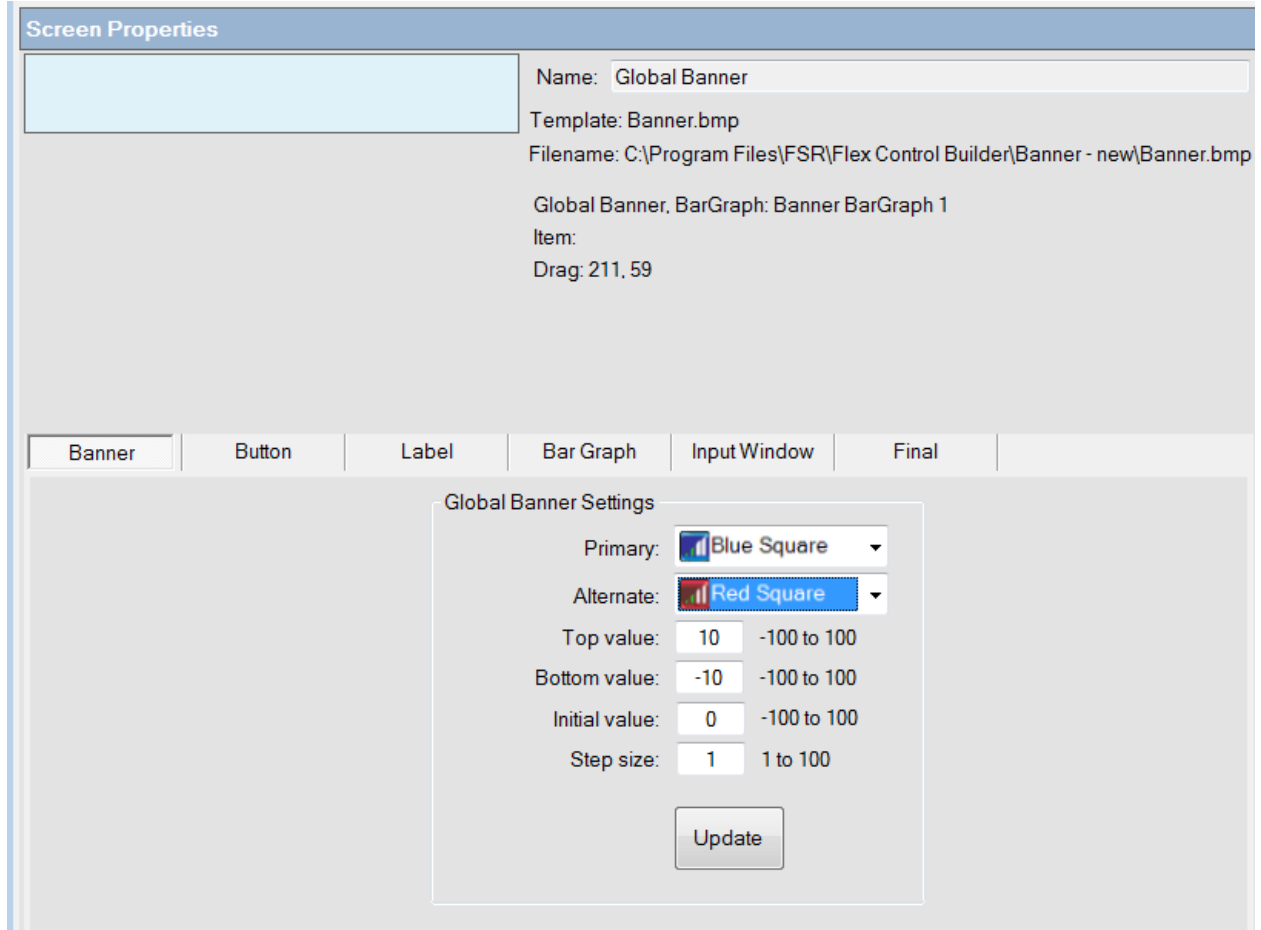 Screen Properties
Name: Global Banner
Template: Banner.bmp
Filename: C:\Program Files\FSR\Flex Control Builder\Banner - new\Banner.bmp
Global Banner, BarGraph: Banner BarGraph 1
Item:
Drag: 211, 59
Banner Button Label Bar Graph Input Window Final
Global Banner Settings
Primary: Blue Square
Alternate: Red Square
Top value: 10 -100 to 100
Bottom value: -10 -100 to 100
Initial value: 0 -100 to 100
Step size: 1 1 to 100
Update